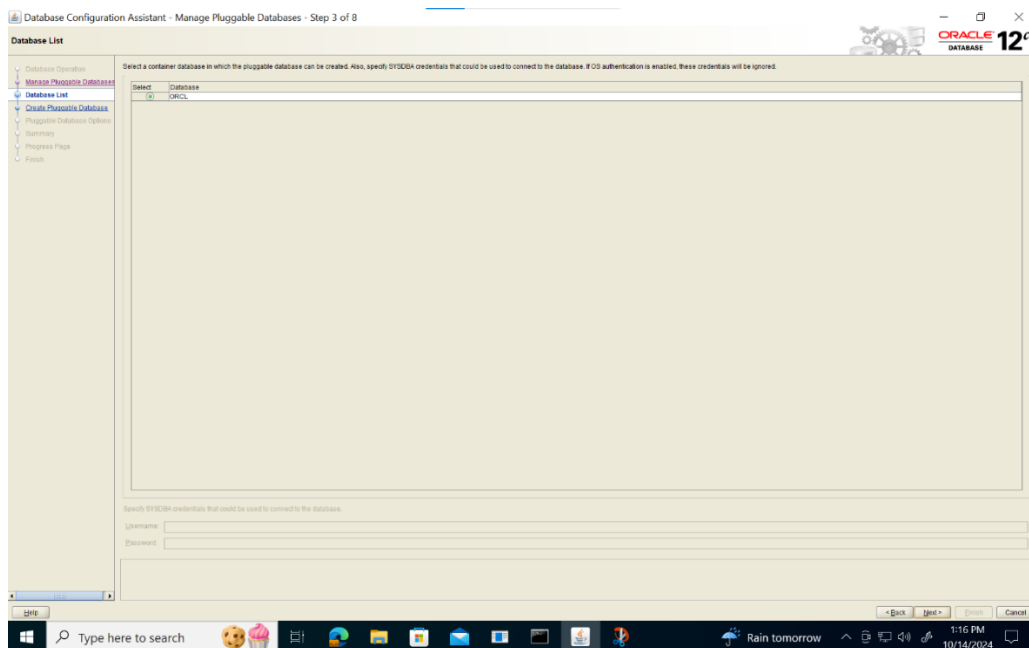 Database Configuration Assistant - Manage Pluggable Databases - Step 3 of 8
Database List
ORACLE 12c
DATABASE
Database Operation
Manage Pluggable Databases
Database List
Create Pluggable Database
Pluggable Database Options
Summary
Progress Page
Finish
Select a container database in which the pluggable database can be created. Also, specify SYSDBA credentials that could be used to connect to the database. If OS authentication is enabled, these credentials will be ignored.
Select Database
ORCL
Specify SYSDBA credentials that could be used to connect to the database.
Username:
Password:
Help
< Back Next > Finish Cancel
Type here to search
Rain tomorrow
1:16 PM
10/14/2024